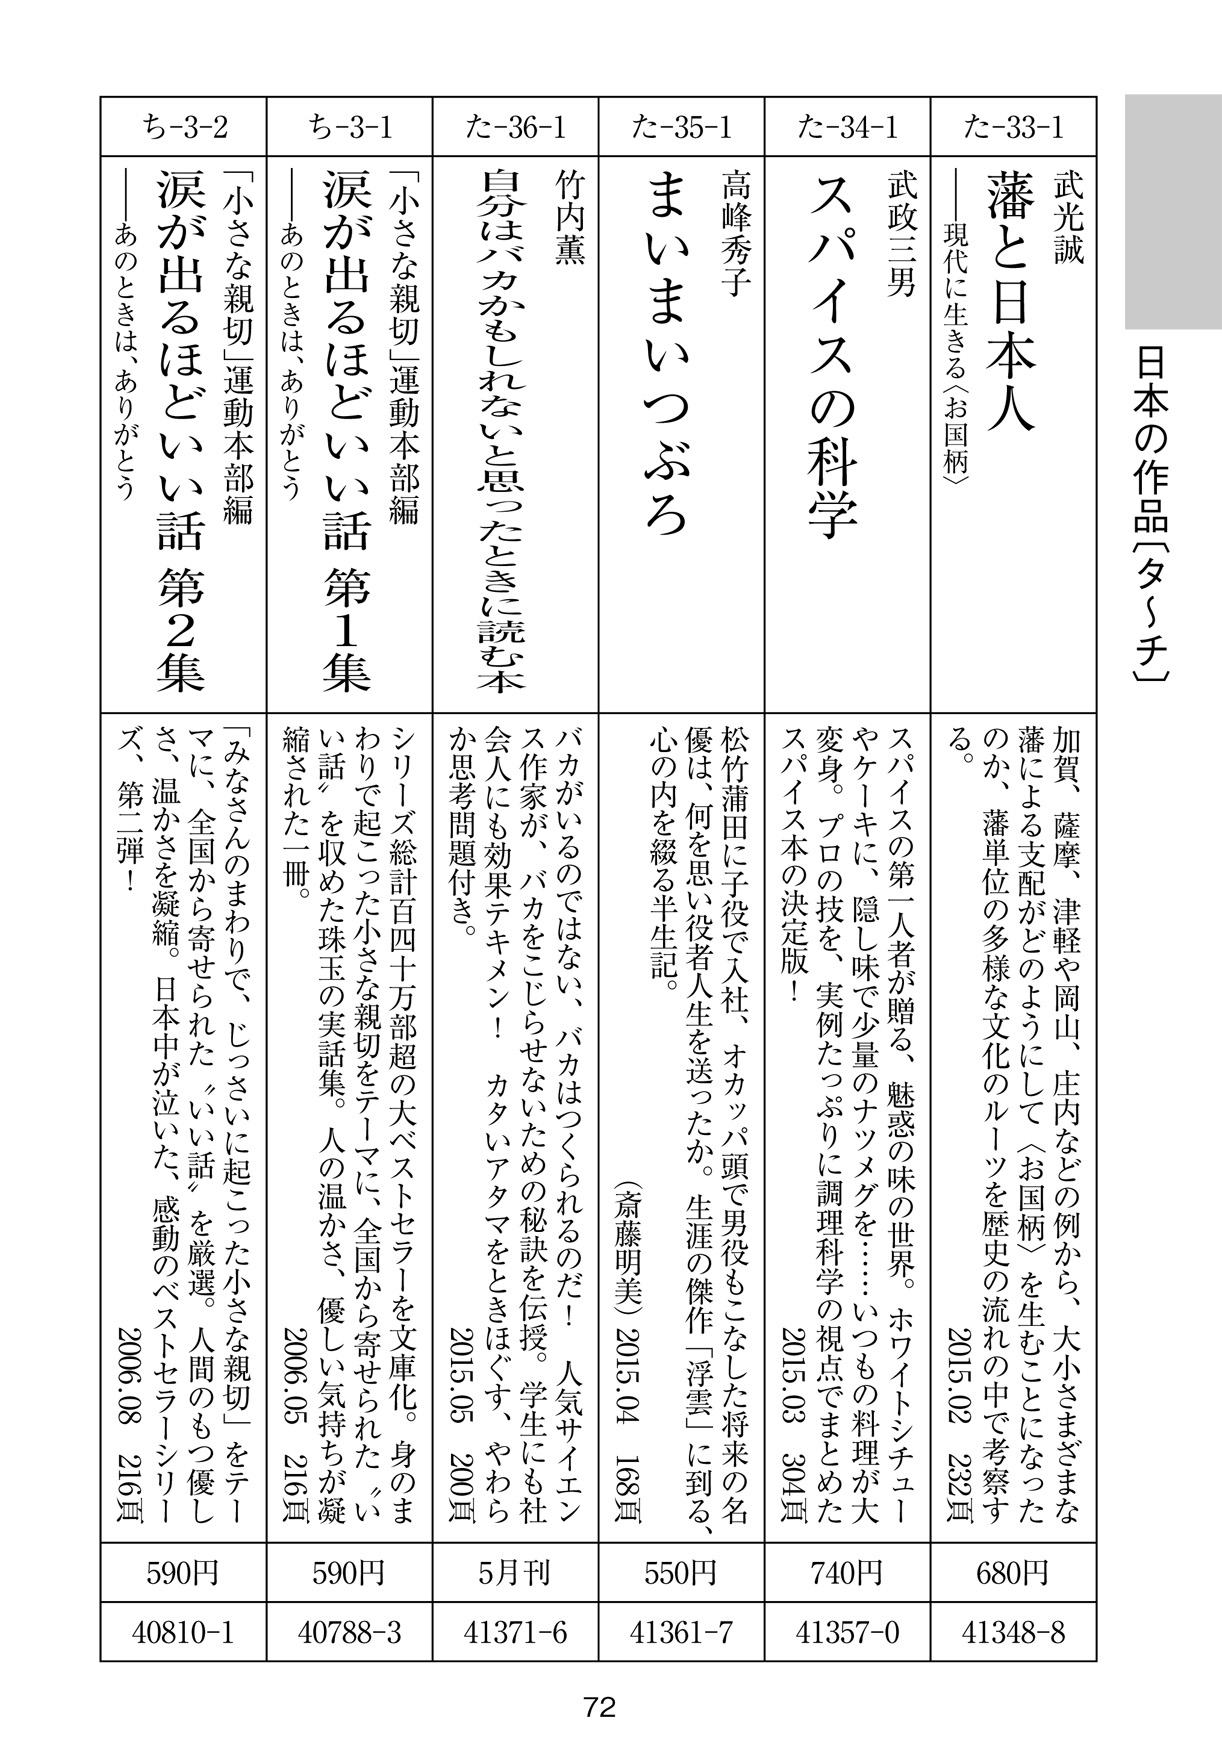 日本の作品〔タ〜チ〕
た-33-1
武光誠
藩と日本人
――現代に生きる〈お国柄〉
加賀、薩摩、津軽や岡山、庄内などの例から、大小さまざまな
藩による支配がどのようにして〈お国柄〉を生むことになった
のか、藩単位の多様な文化のルーツを歴史の流れの中で考察す
る。 2015.02 232頁
680円
41348-8
た-34-1
武政三男
スパイスの科学
スパイスの第一人者が贈る、魅惑の味の世界。ホワイトシチュー
やケーキに、隠し味で少量のナツメグを……いつもの料理が大
変身。プロの技を、実例たっぷりに調理科学の視点でまとめた
スパイス本の決定版！ 2015.03 304頁
740円
41357-0
た-35-1
高峰秀子
まいまいつぶろ
松竹蒲田に子役で入社、オカッパ頭で男役もこなした将来の名
優は、何を思い役者人生を送ったか。生涯の傑作「浮雲」に到る、
心の内を綴る半生記。
（斎藤明美） 2015.04 168頁
550円
41361-7
た-36-1
竹内薫
自分はバカかもしれないと思ったときに読む本
バカがいるのではない、バカはつくられるのだ！ 人気サイエン
ス作家が、バカをこじらせないための秘訣を伝授。学生にも社
会人にも効果テキメン！ カタいアタマをときほぐす、やわら
か思考問題付き。 2015.05 200頁
5月刊
41371-6
ち-3-1
「小さな親切」運動本部編
涙が出るほどいい話 第1集
――あのときは、ありがとう
シリーズ総計百四十万部超の大ベストセラーを文庫化。身のま
わりで起こった小さな親切をテーマに、全国から寄せられた〝い
い話〟を収めた珠玉の実話集。人の温かさ、優しい気持ちが凝
縮された一冊。 2006.05 216頁
590円
40788-3
ち-3-2
「小さな親切」運動本部編
涙が出るほどいい話 第2集
――あのときは、ありがとう
「みなさんのまわりで、じっさいに起こった小さな親切」をテー
マに、全国から寄せられた〝いい話〟を厳選。人間のもつ優し
さ、温かさを凝縮。日本中が泣いた、感動のベストセラーシリー
ズ、第二弾！ 2006.08 216頁
590円
40810-1
72